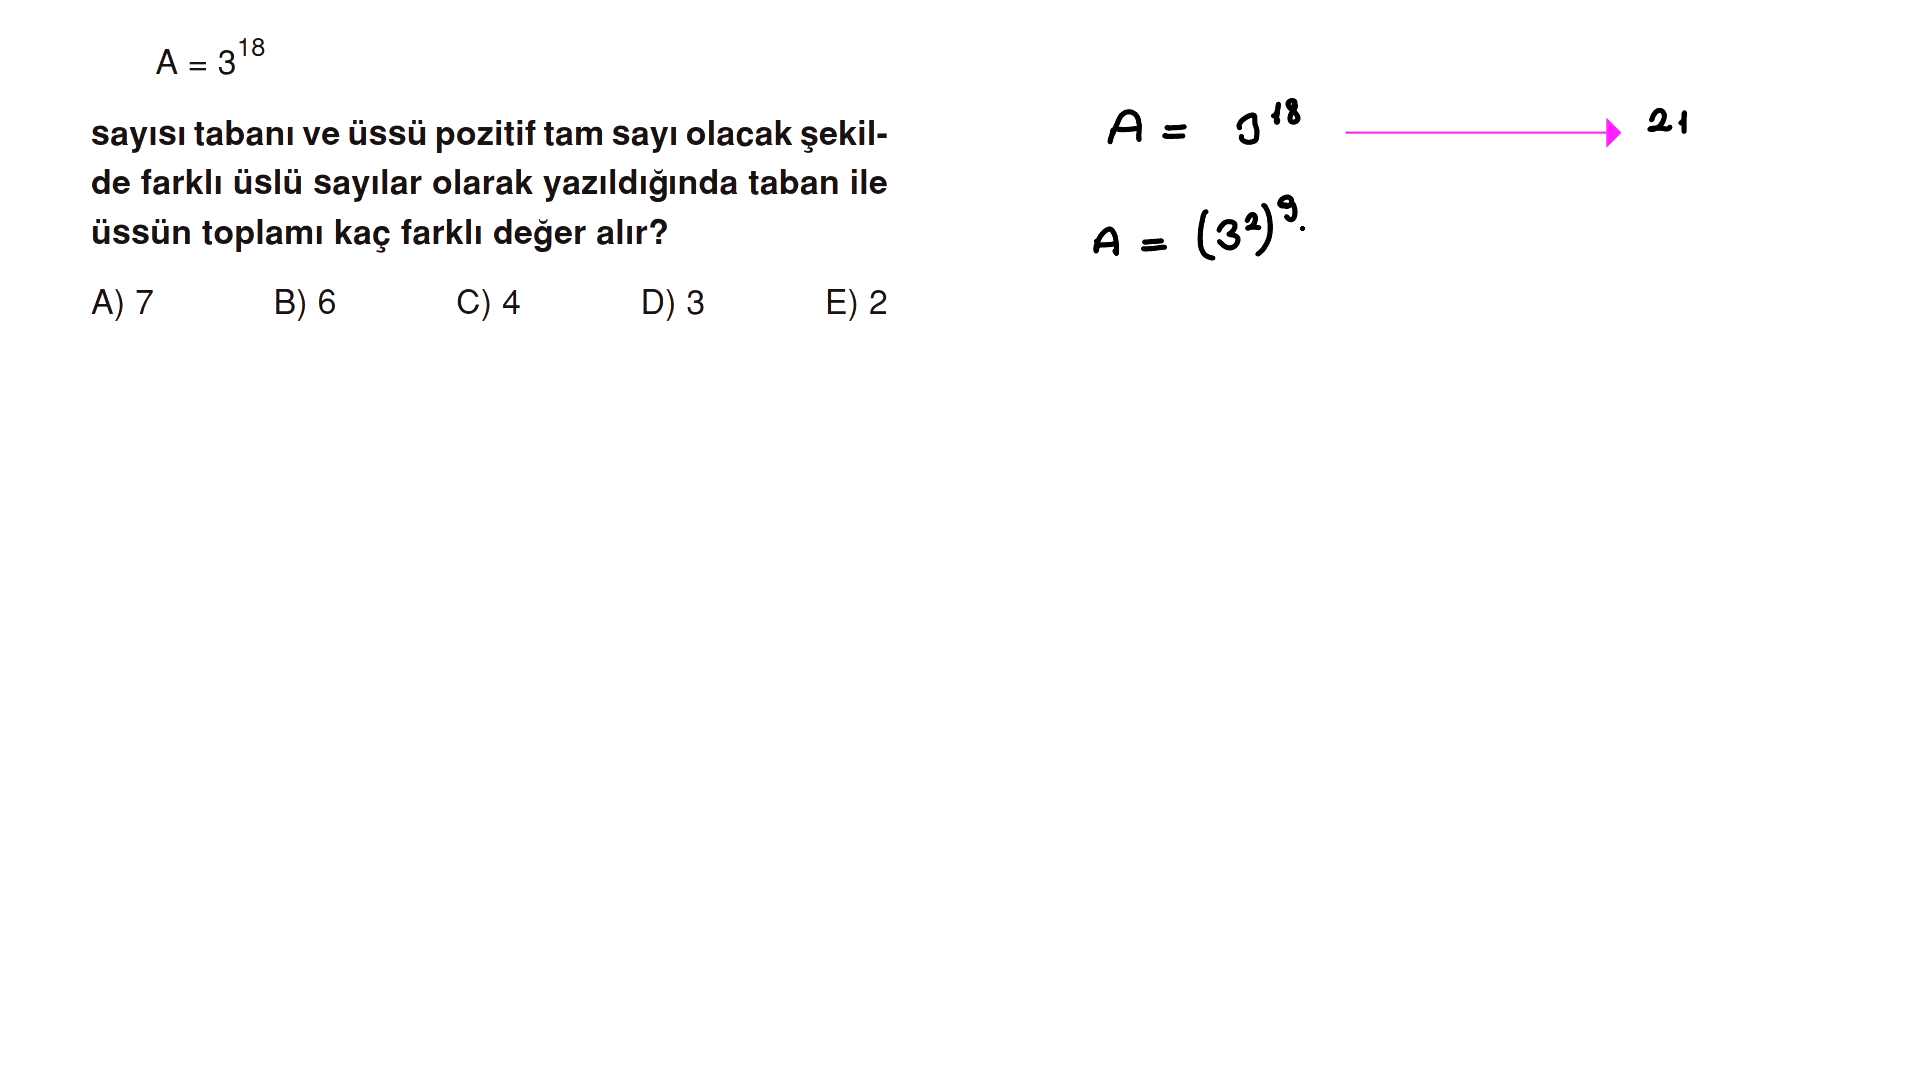 A = 3^18
sayısı tabanı ve üssü pozitif tam sayı olacak şekil-
de farklı üslü sayılar olarak yazıldığında taban ile
üssün toplamı kaç farklı değer alır?
A) 7 B) 6 C) 4 D) 3 E) 2
A = 3^18 → 21
A = (3^2)^9.